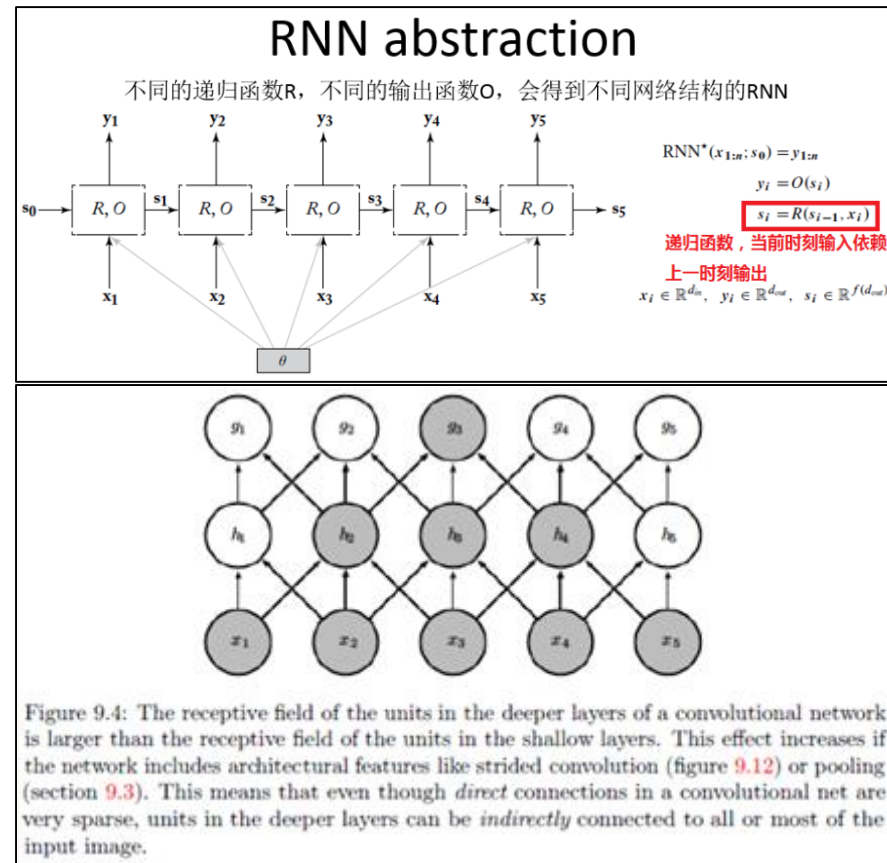 RNN abstraction
不同的递归函数R，不同的输出函数O，会得到不同网络结构的RNN
y₁ y₂ y₃ y₄ y₅
s₀ R, O s₁ R, O s₂ R, O s₃ R, O s₄ R, O s₅
x₁ x₂ x₃ x₄ x₅
θ
RNN⋆(x₁:ₙ; s₀) = y₁:ₙ
yᵢ = O(sᵢ)
sᵢ = R(sᵢ₋₁, xᵢ)
递归函数，当前时刻输入依赖
上一时刻输出
xᵢ ∈ ℝ^{d_in}, yᵢ ∈ ℝ^{d_out}, sᵢ ∈ ℝ^{f(d_out)}
g₁ g₂ g₃ g₄ g₅
h₁ h₂ h₃ h₄ h₅
x₁ x₂ x₃ x₄ x₅
Figure 9.4: The receptive field of the units in the deeper layers of a convolutional network
is larger than the receptive field of the units in the shallow layers. This effect increases if
the network includes architectural features like strided convolution (figure 9.12) or pooling
(section 9.3). This means that even though direct connections in a convolutional net are
very sparse, units in the deeper layers can be indirectly connected to all or most of the
input image.